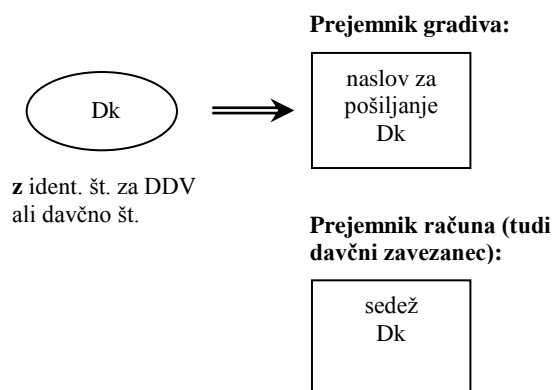 Prejemnik gradiva:
Dk
naslov za
pošiljanje
Dk
z ident. št. za DDV
ali davčno št.
Prejemnik računa (tudi
davčni zavezanec):
sedež
Dk